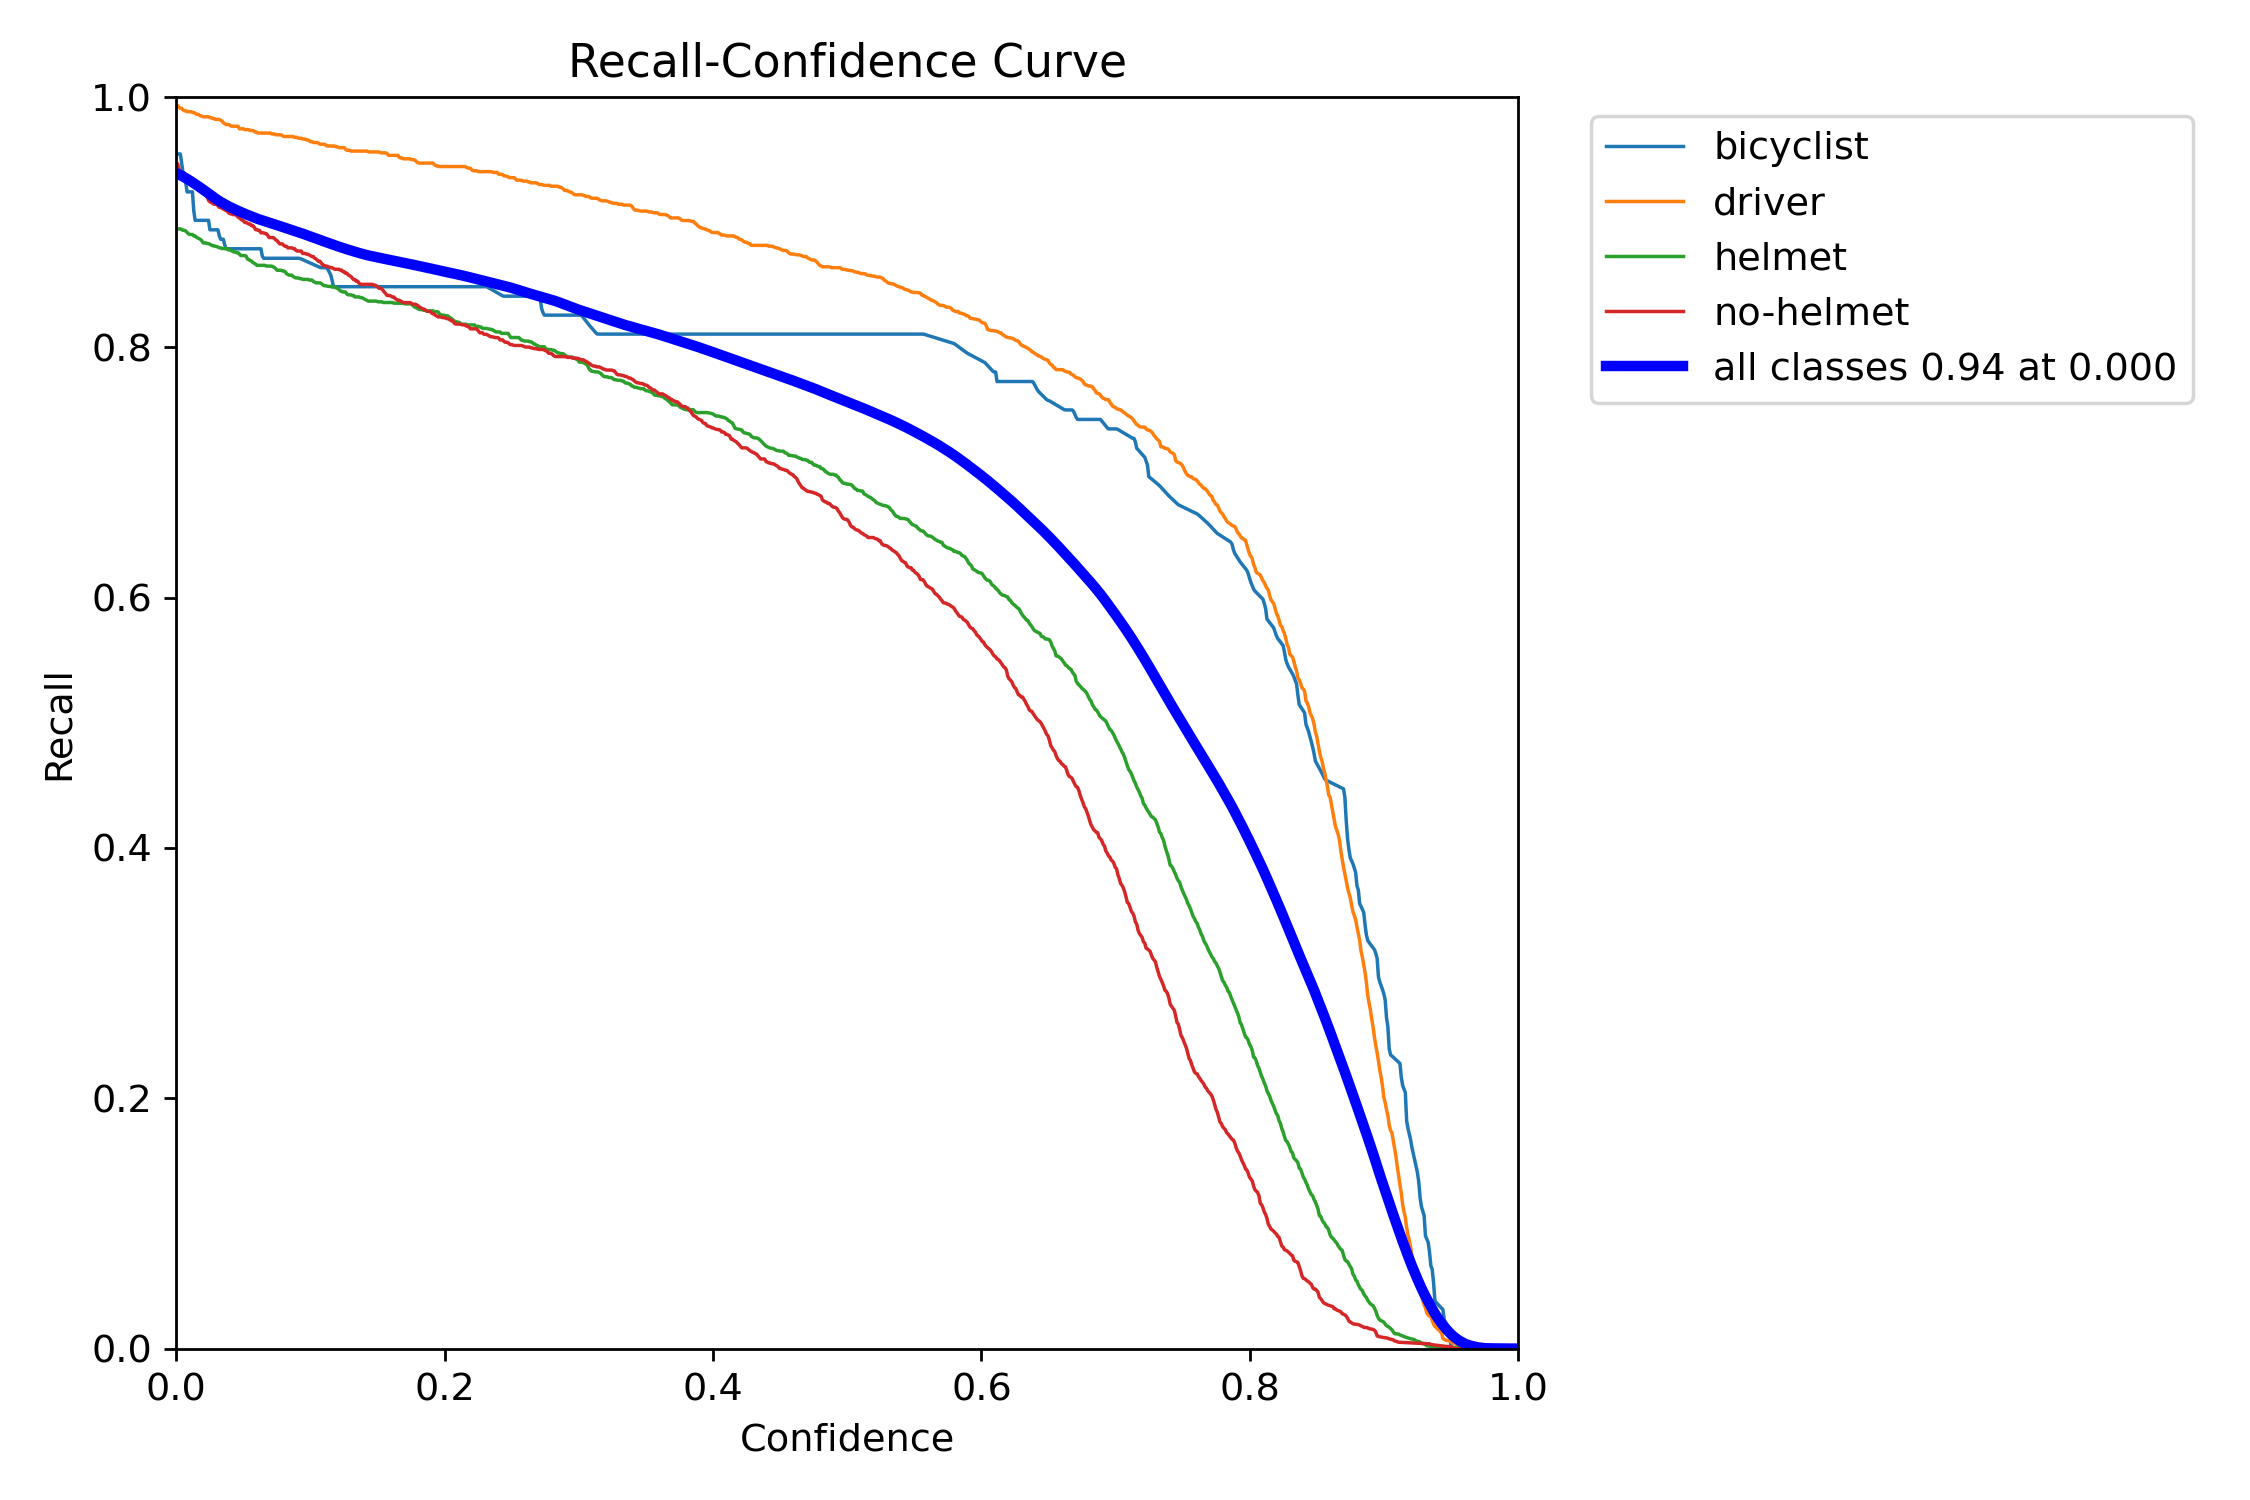 Recall-Confidence Curve
1.0
0.8
0.6
0.4
0.2
0.0
Recall
0.0 0.2 0.4 0.6 0.8 1.0
Confidence
bicyclist
driver
helmet
no-helmet
all classes 0.94 at 0.000